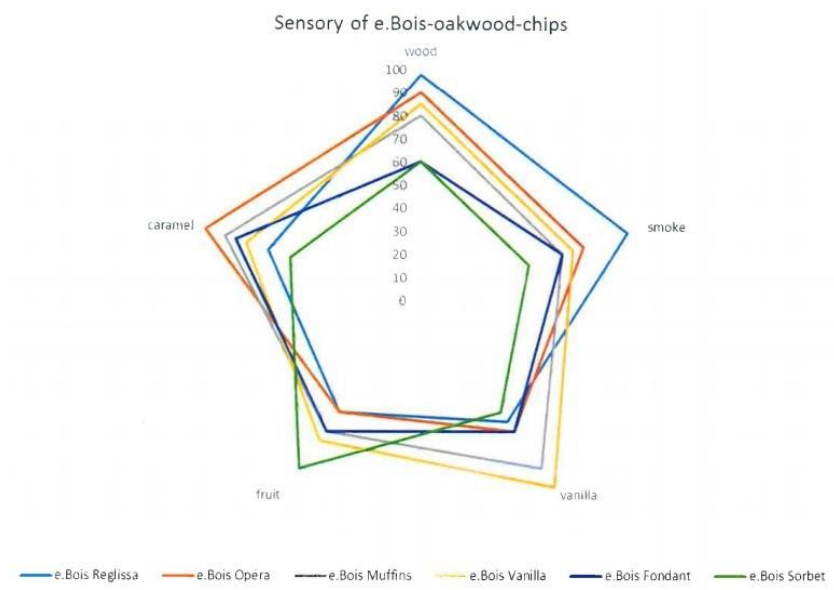 Sensory of e.Bois-oakwood-chips
wood
100
90
80
70
60
50
40
30
20
10
0
caramel
smoke
fruit
vanilla
e.Bois Reglissa e.Bois Opera e.Bois Muffins e.Bois Vanilla e.Bois Fondant e.Bois Sorbet